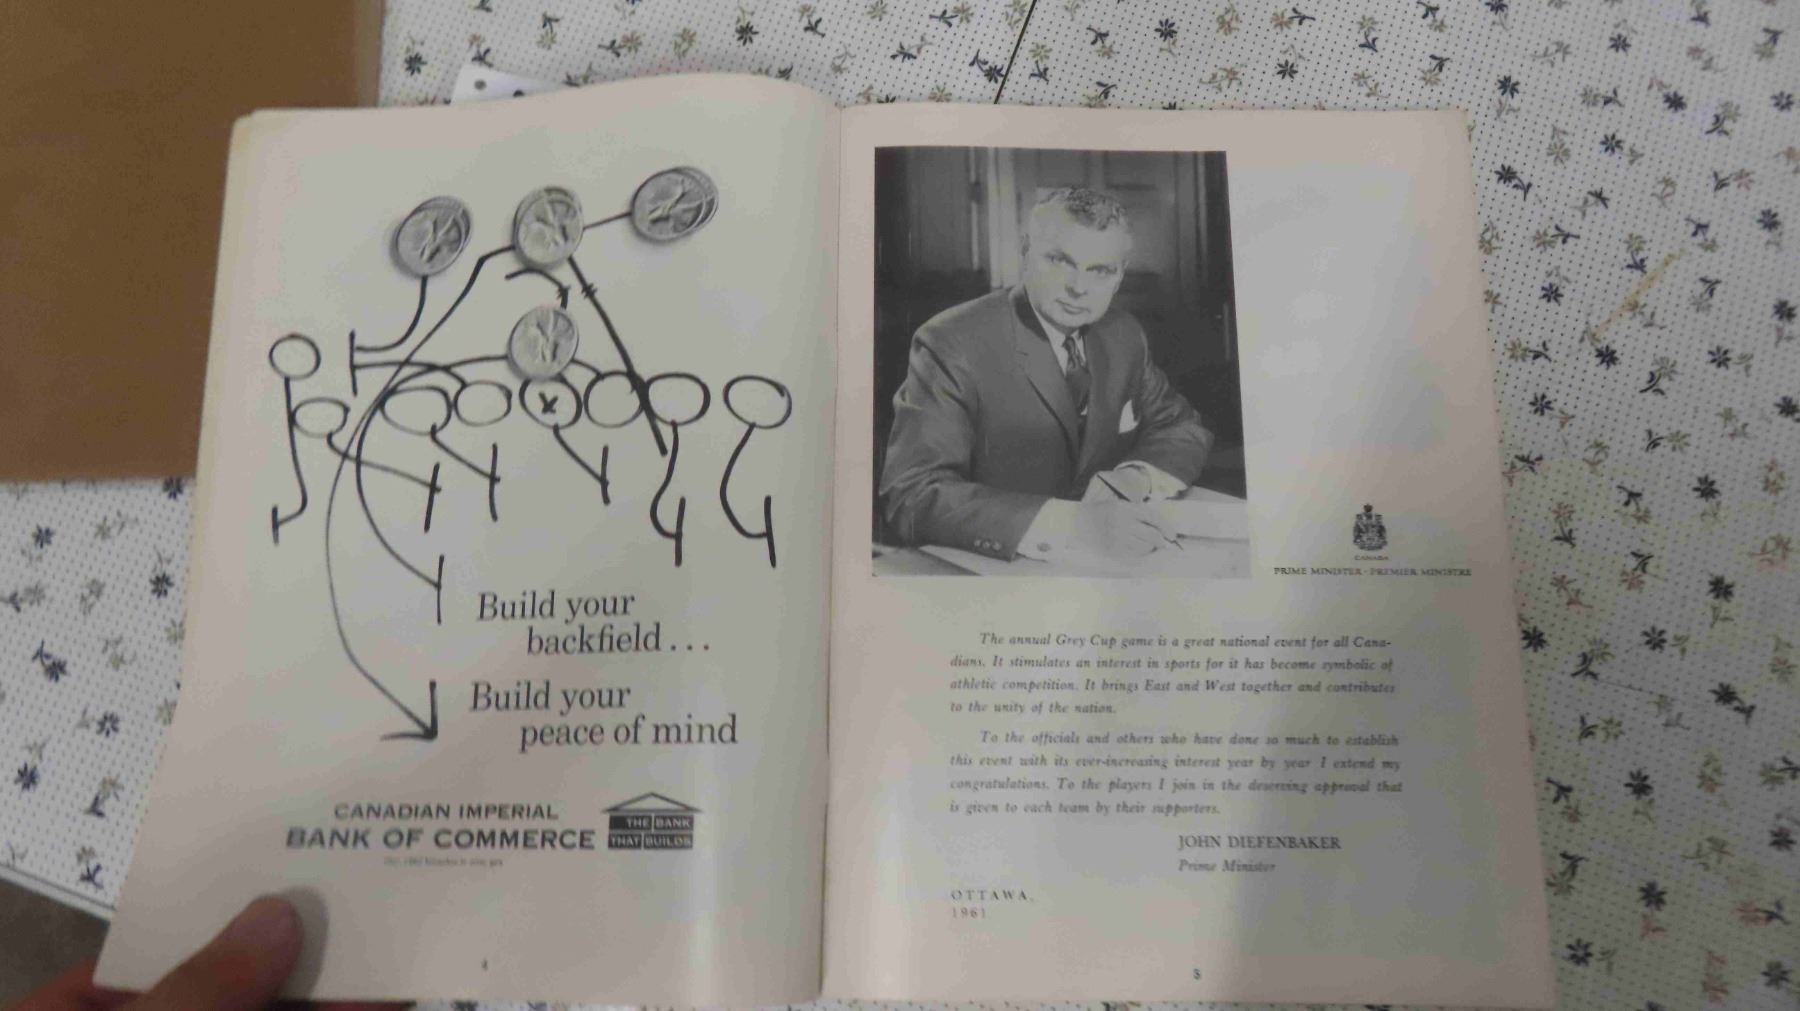 x
Build your
backfield...
Build your
peace of mind
CANADIAN IMPERIAL
BANK OF COMMERCE
THE BANK
THAT BUILDS
4
CANADA
PRIME MINISTER · PREMIER MINISTRE
The annual Grey Cup game is a great national event for all Cana-
dians. It stimulates an interest in sports for it has become symbolic of
athletic competition. It brings East and West together and contributes
to the unity of the nation.
To the officials and others who have done so much to establish
this event with its ever-increasing interest year by year I extend my
congratulations. To the players I join in the deserving approval that
is given to each team by their supporters.
JOHN DIEFENBAKER
Prime Minister
OTTAWA,
1961
5